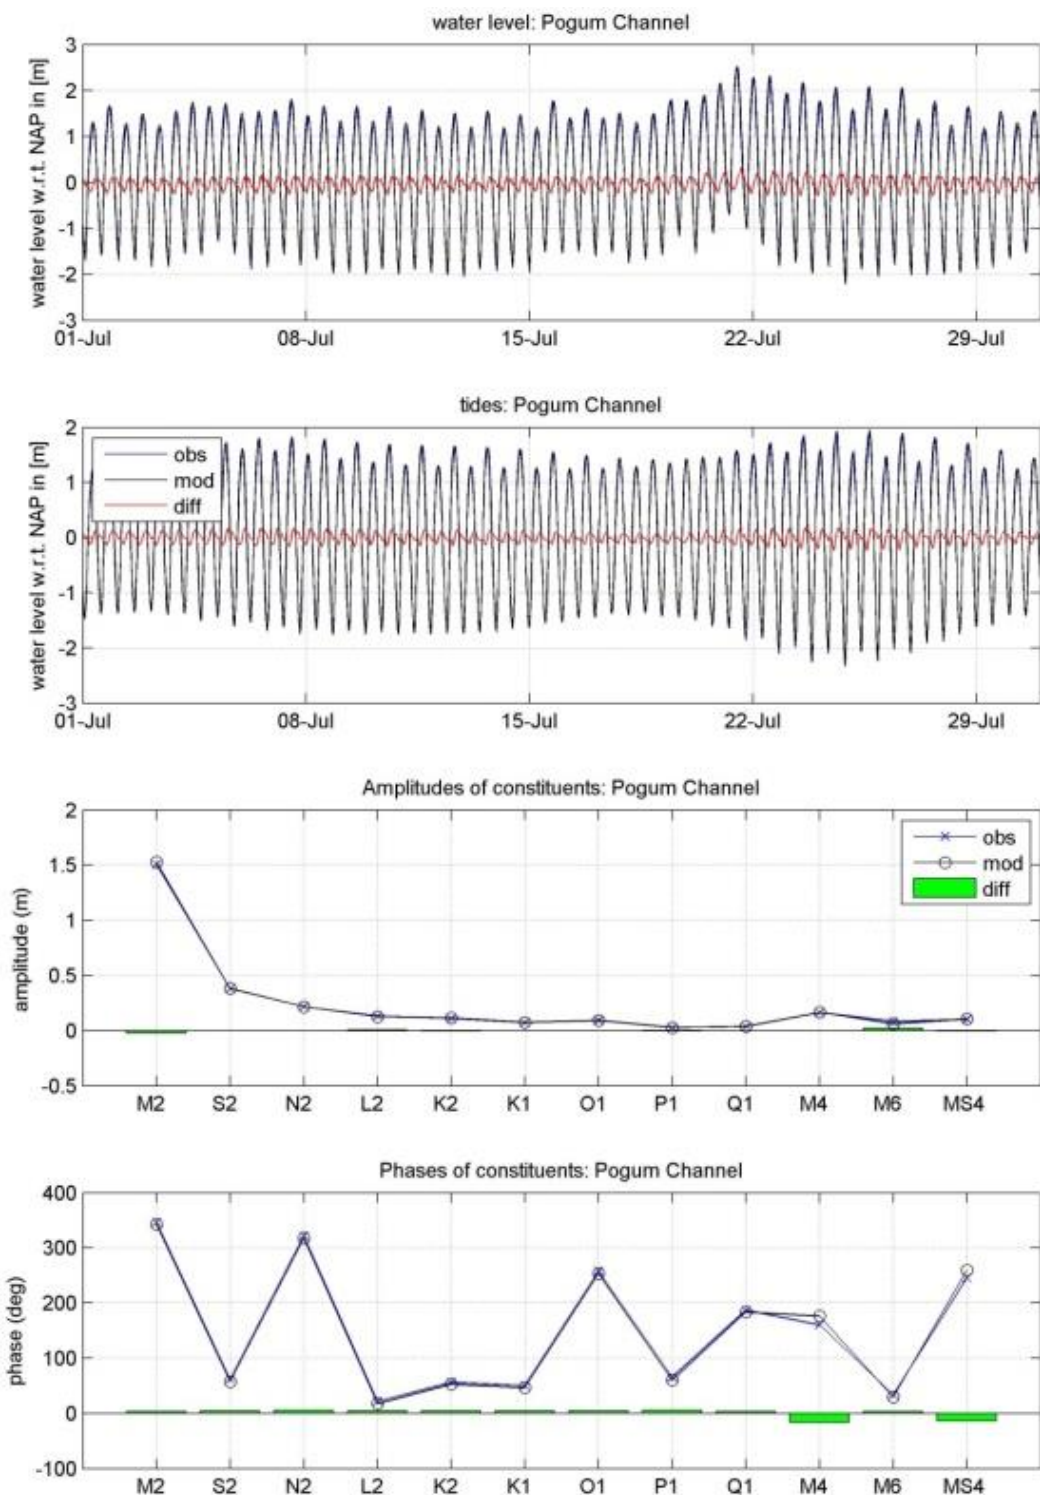 water level: Pogum Channel
water level w.r.t. NAP in [m]
3
2
1
0
-1
-2
-3
01-Jul 08-Jul 15-Jul 22-Jul 29-Jul
tides: Pogum Channel
water level w.r.t. NAP in [m]
2
1
0
-1
-2
-3
obs
mod
diff
01-Jul 08-Jul 15-Jul 22-Jul 29-Jul
Amplitudes of constituents: Pogum Channel
amplitude (m)
2
1.5
1
0.5
0
-0.5
obs
mod
diff
M2 S2 N2 L2 K2 K1 O1 P1 Q1 M4 M6 MS4
Phases of constituents: Pogum Channel
phase (deg)
400
300
200
100
0
-100
M2 S2 N2 L2 K2 K1 O1 P1 Q1 M4 M6 MS4